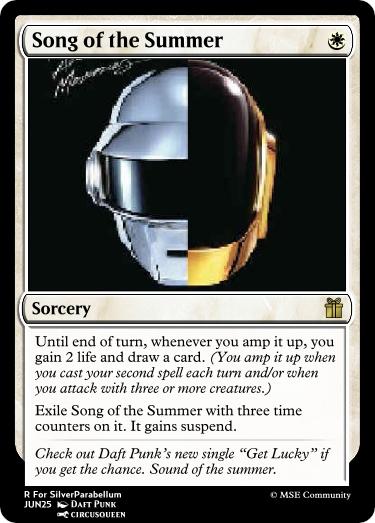 Song of the Summer
Sorcery
Until end of turn, whenever you amp it up, you
gain 2 life and draw a card. (You amp it up when
you cast your second spell each turn and/or when
you attack with three or more creatures.)
Exile Song of the Summer with three time
counters on it. It gains suspend.
Check out Daft Punk's new single “Get Lucky” if
you get the chance. Sound of the summer.
R For SilverParabellum
JUN25 DAFT PUNK
CIRCUSQUEEN
© MSE Community